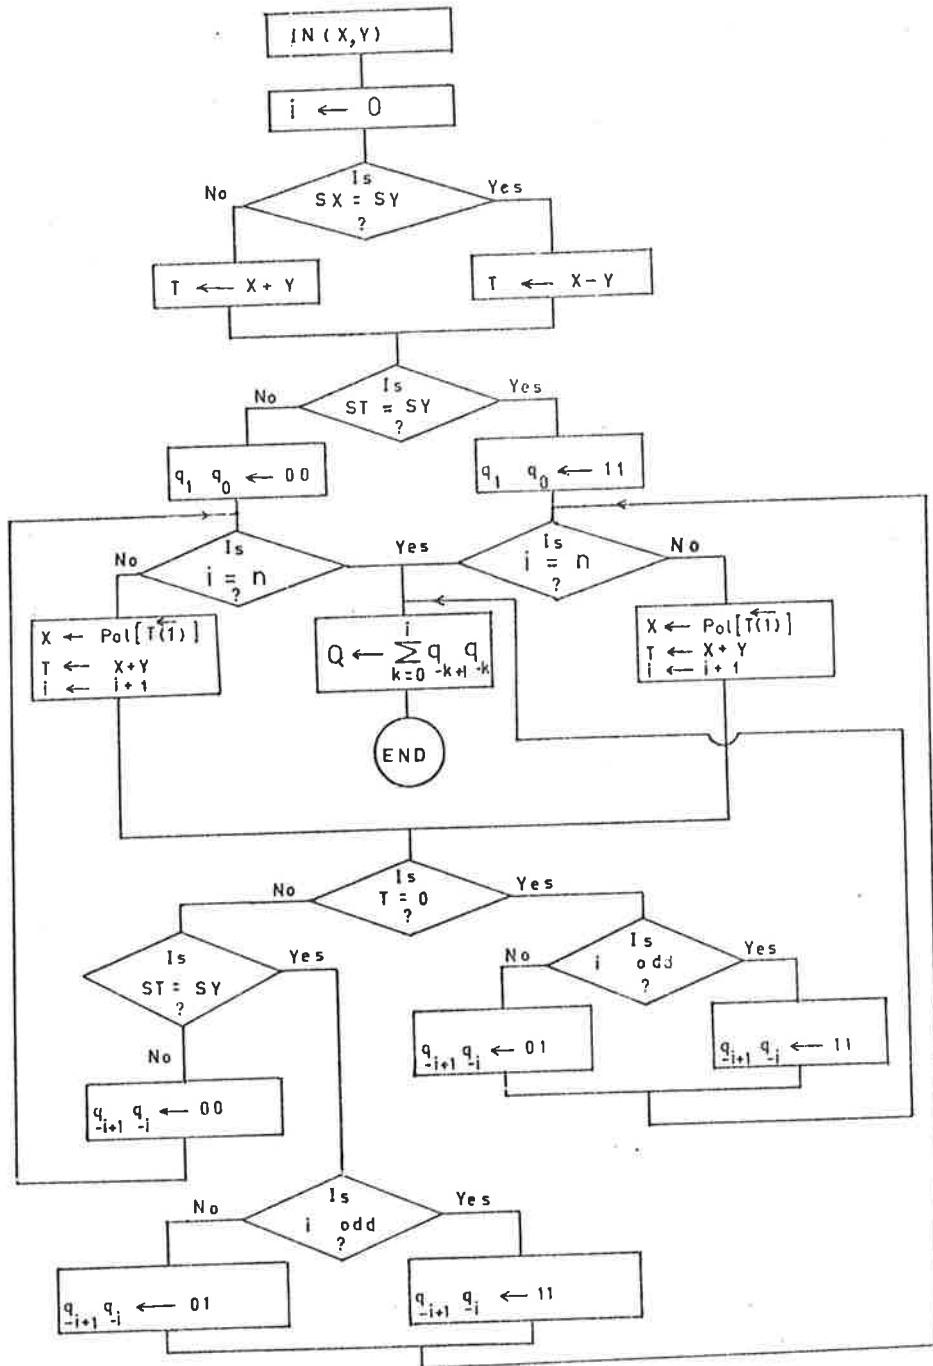 IN (X,Y)
i ← 0
Is
SX = SY
?
No
Yes
T ← X + Y
T ← X − Y
Is
ST = SY
?
No
Yes
q₁ q₀ ← 00
q₁ q₀ ← 11
Is
i = n
?
No
Yes
Is
i = n
?
No
X ← Pol[T(1)]
T ← X+Y
i ← i+1
Q ← ∑ q₋ₖ₊₁ q₋ₖ
i
k=0
X ← Pol[T(1)]
T ← X+Y
i ← i+1
END
Is
T = 0
?
No
Yes
Is
ST = SY
?
Yes
No
Is
i odd
?
No
Yes
q₋ᵢ₊₁ q₋ᵢ ← 01
q₋ᵢ₊₁ q₋ᵢ ← 11
q₋ᵢ₊₁ q₋ᵢ ← 00
Is
i odd
?
No
Yes
q₋ᵢ₊₁ q₋ᵢ ← 01
q₋ᵢ₊₁ q₋ᵢ ← 11